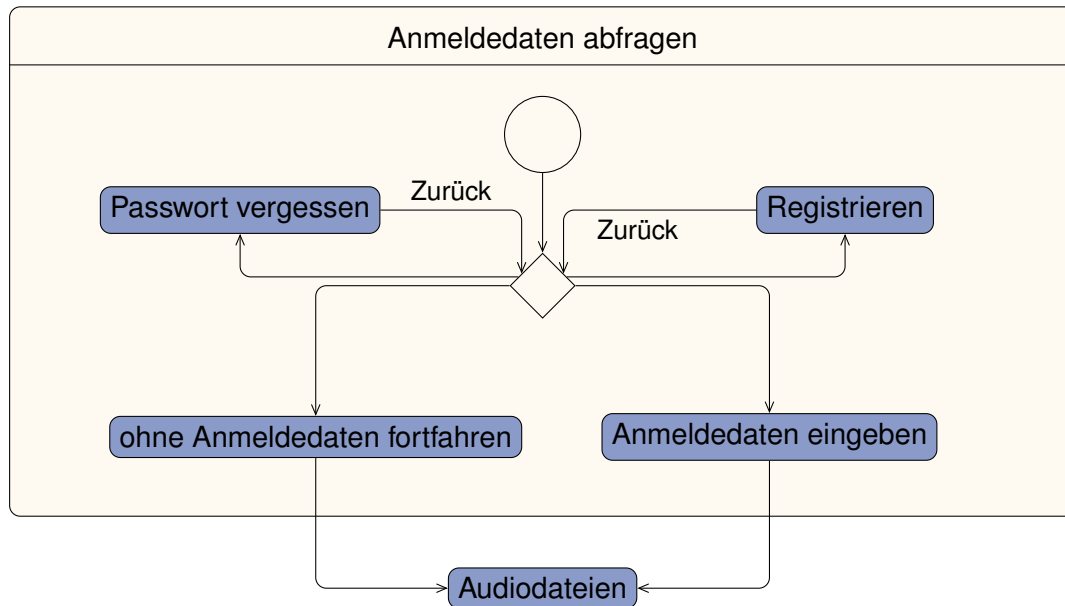 Anmeldedaten abfragen
Zurück
Passwort vergessen
Registrieren
Zurück
ohne Anmeldedaten fortfahren
Anmeldedaten eingeben
Audiodateien